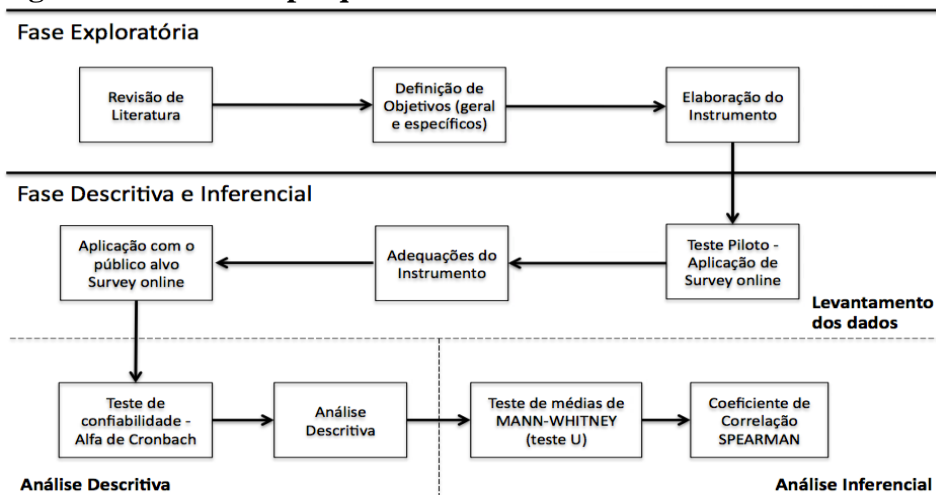 Fase Exploratória
Revisão de
Literatura
Definição de
Objetivos (geral
e específicos)
Elaboração do
Instrumento
Fase Descritiva e Inferencial
Aplicação com o
público alvo
Survey online
Adequações do
Instrumento
Teste Piloto -
Aplicação de
Survey online
Levantamento
dos dados
Teste de
confiabilidade -
Alfa de Cronbach
Análise
Descritiva
Teste de médias de
MANN-WHITNEY
(teste U)
Coeficiente de
Correlação
SPEARMAN
Análise Descritiva
Análise Inferencial